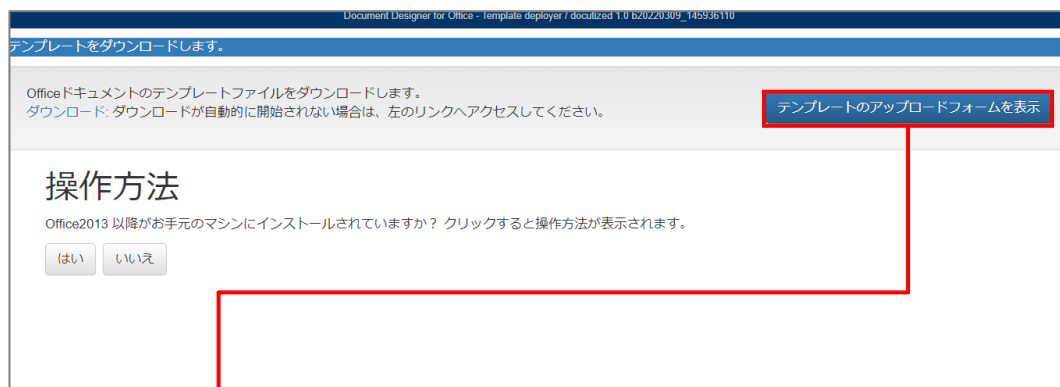 Document Designer for Office - Template deployer / docutized 1.0 b20220309_145936110
テンプレートをダウンロードします。
Officeドキュメントのテンプレートファイルをダウンロードします。
ダウンロード: ダウンロードが自動的に開始されない場合は、左のリンクへアクセスしてください。
テンプレートのアップロードフォームを表示
操作方法
Office2013 以降がお手元のマシンにインストールされていますか？ クリックすると操作方法が表示されます。
はい いいえ